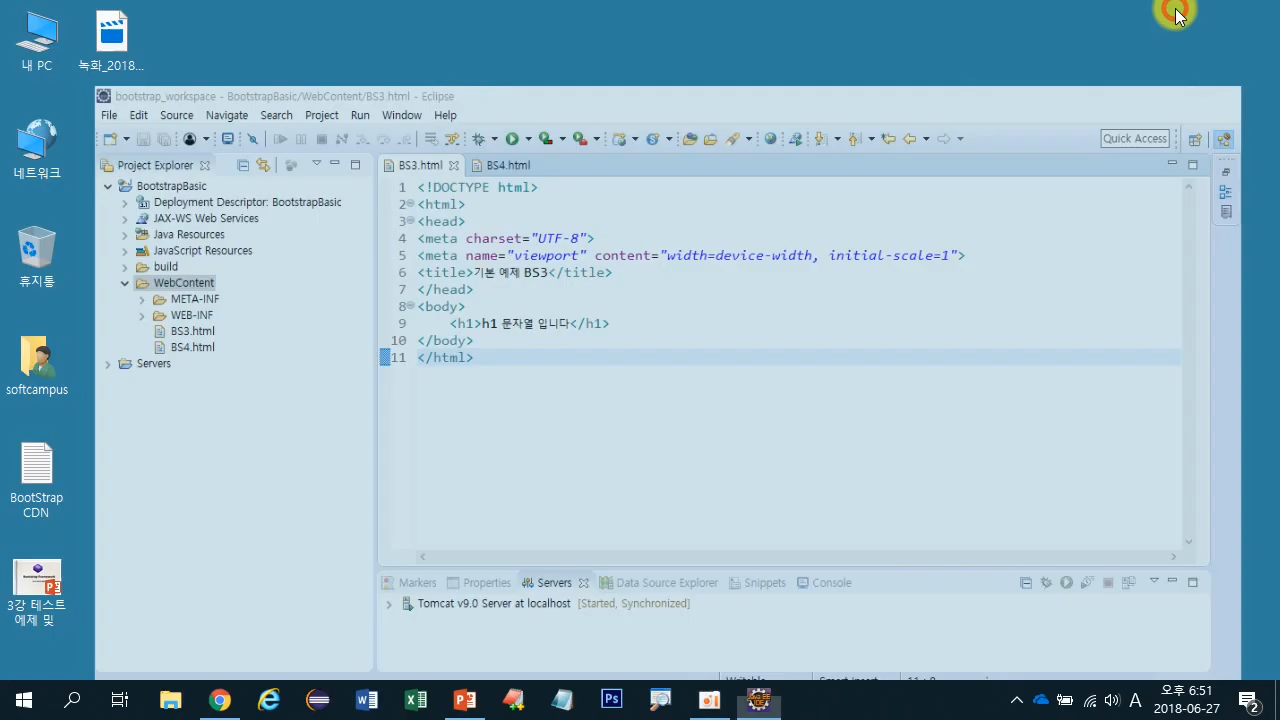 내 PC
녹화_2018...
네트워크
휴지통
softcampus
BootStrap
CDN
3강 테스트
예제 및
bootstrap_workspace - BootstrapBasic/WebContent/BS3.html - Eclipse
File Edit Source Navigate Search Project Run Window Help
Quick Access
Project Explorer
BootstrapBasic
Deployment Descriptor: BootstrapBasic
JAX-WS Web Services
Java Resources
JavaScript Resources
build
WebContent
META-INF
WEB-INF
BS3.html
BS4.html
Servers
BS3.html BS4.html
1 <!DOCTYPE html>
2 <html>
3 <head>
4 <meta charset="UTF-8">
5 <meta name="viewport" content="width=device-width, initial-scale=1">
6 <title>기본 예제 BS3</title>
7 </head>
8 <body>
9 <h1>h1 문자열 입니다</h1>
10 </body>
11 </html>
Markers Properties Servers Data Source Explorer Snippets Console
Tomcat v9.0 Server at localhost [Started, Synchronized]
A
오후 6:51
2018-06-27
2